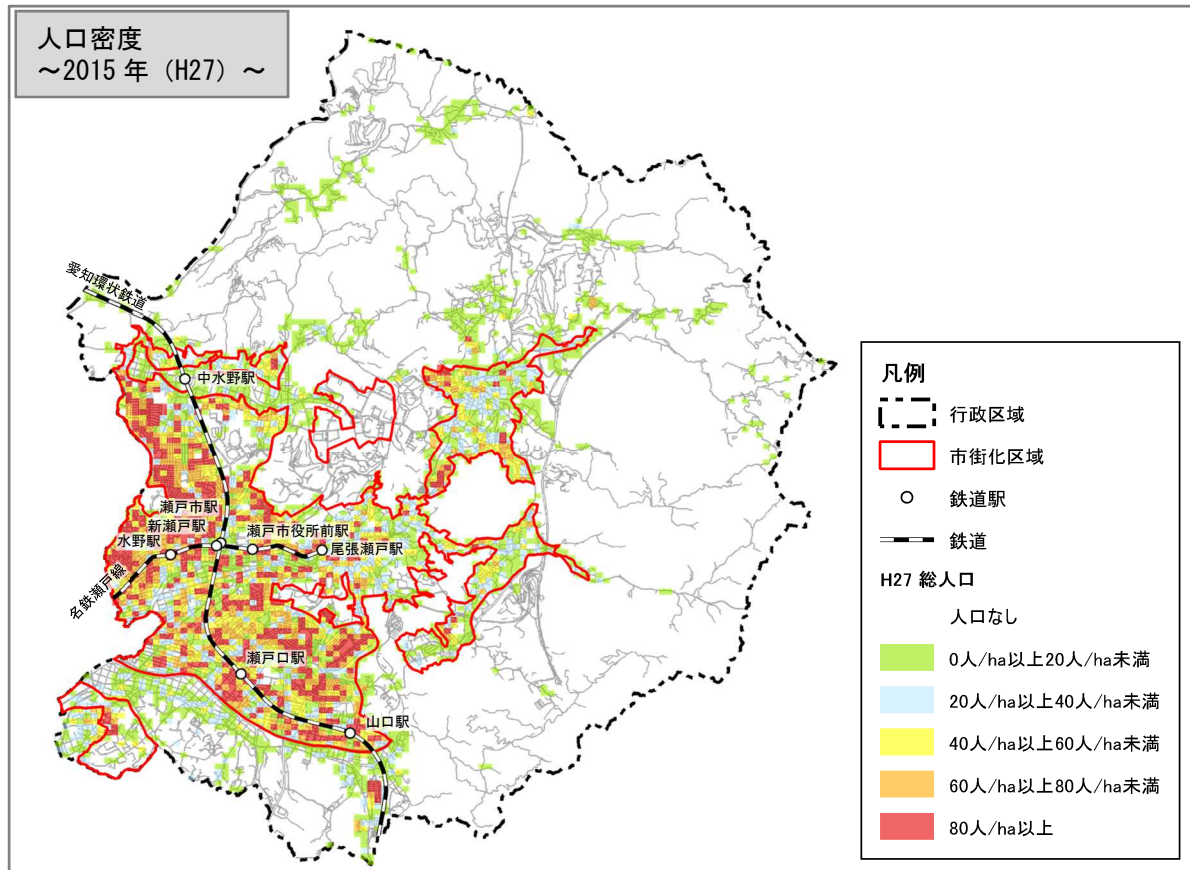 人口密度
～2015 年（H27）～
愛知環状鉄道
中水野駅
瀬戸市駅
新瀬戸駅
瀬戸市役所前駅
水野駅
尾張瀬戸駅
名鉄瀬戸線
瀬戸口駅
山口駅
凡例
行政区域
市街化区域
鉄道駅
鉄道
H27 総人口
人口なし
0人/ha以上20人/ha未満
20人/ha以上40人/ha未満
40人/ha以上60人/ha未満
60人/ha以上80人/ha未満
80人/ha以上